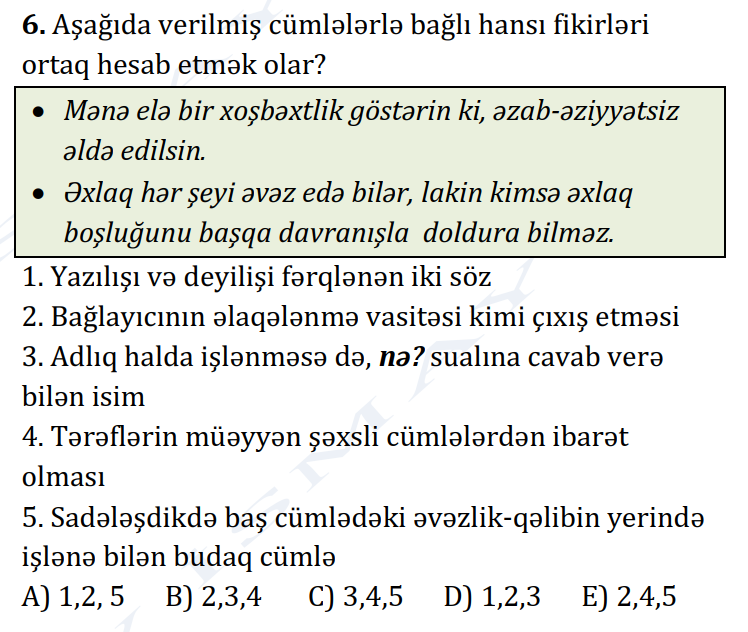 6. Aşağıda verilmiş cümlələrlə bağlı hansı fikirləri
ortaq hesab etmək olar?
• Mənə elə bir xoşbəxtlik göstərin ki, əzab-əziyyətsiz
əldə edilsin.
• Əxlaq hər şeyi əvəz edə bilər, lakin kimsə əxlaq
boşluğunu başqa davranışla doldura bilməz.
1. Yazılışı və deyilişi fərqlənən iki söz
2. Bağlayıcının əlaqələnmə vasitəsi kimi çıxış etməsi
3. Adlıq halda işlənməsə də, nə? sualına cavab verə
bilən isim
4. Tərəflərin müəyyən şəxsli cümlələrdən ibarət
olması
5. Sadələşdikdə baş cümlədəki əvəzlik-qəlibin yerində
işlənə bilən budaq cümlə
A) 1,2, 5 B) 2,3,4 C) 3,4,5 D) 1,2,3 E) 2,4,5